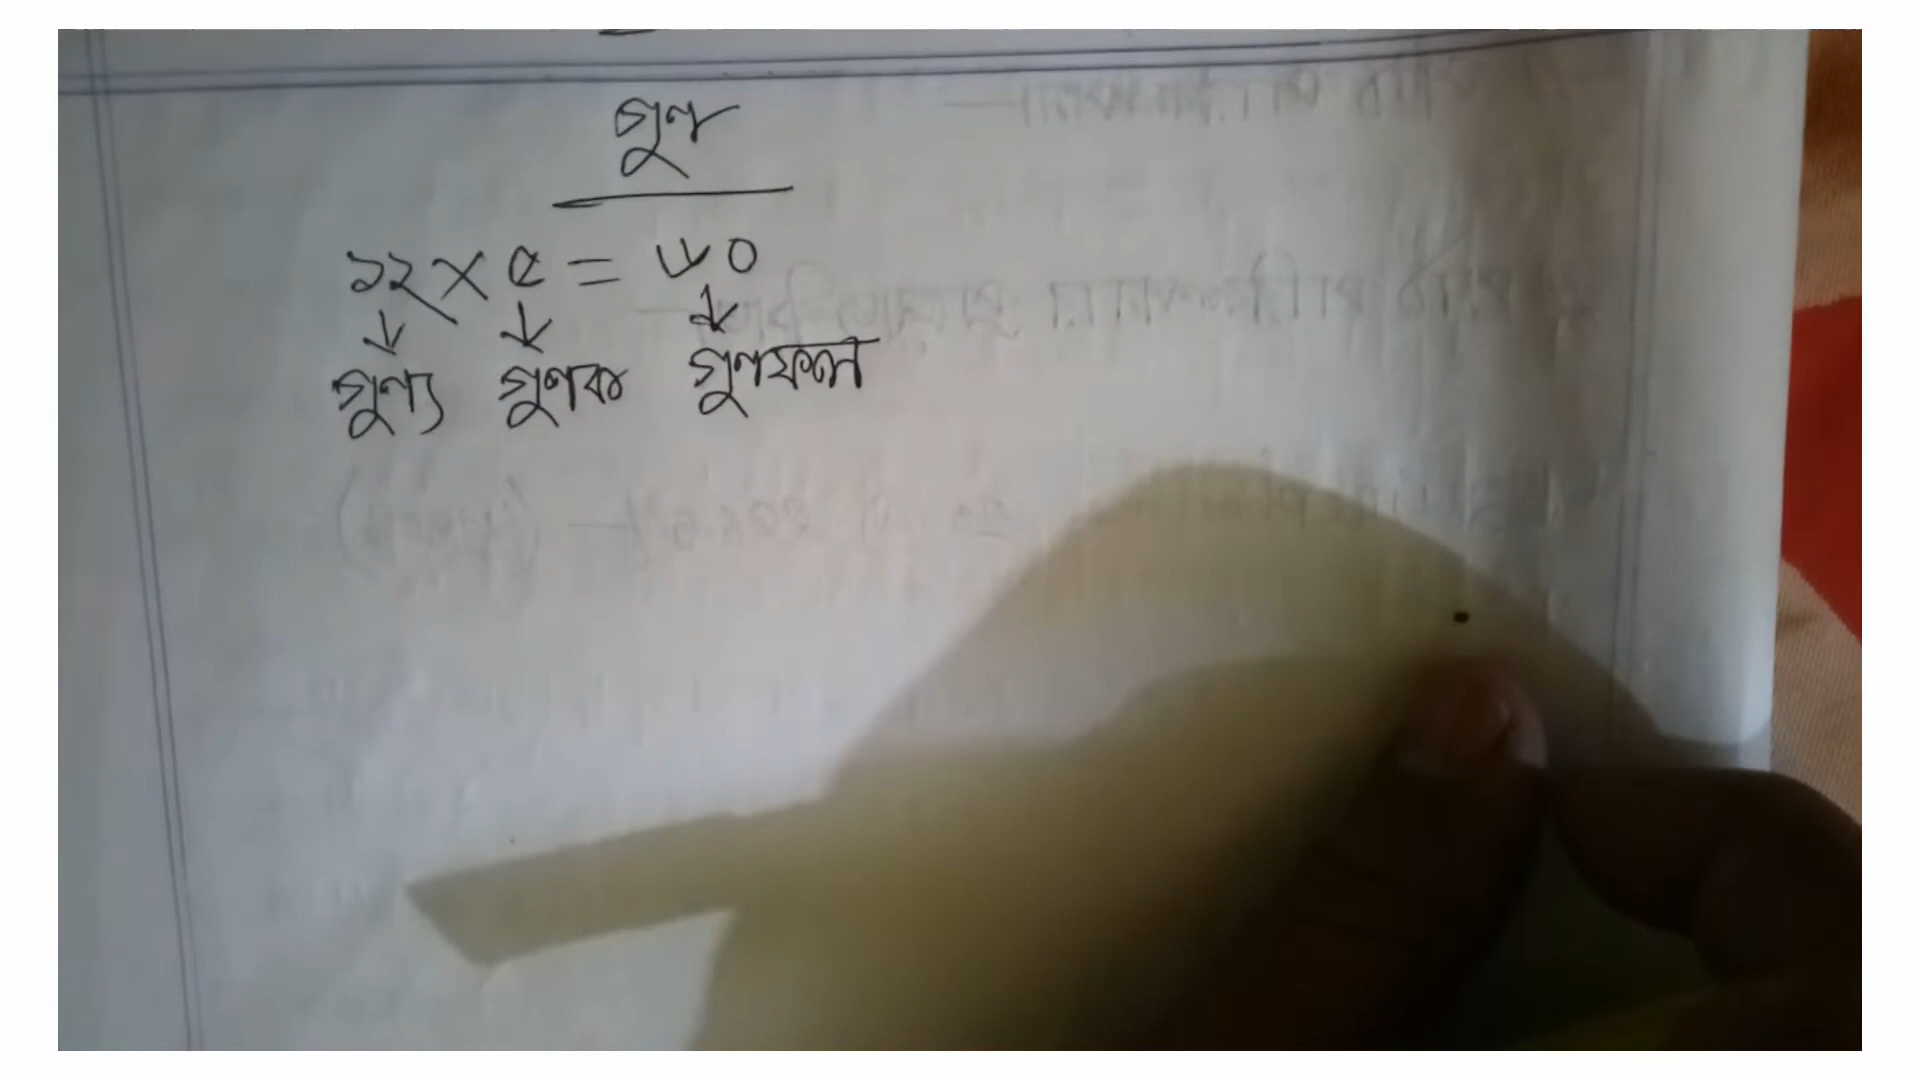 গুণ
১২ × ৫ = ৬০
↓ ↓ ↓
গুণ্য গুণক গুণফল